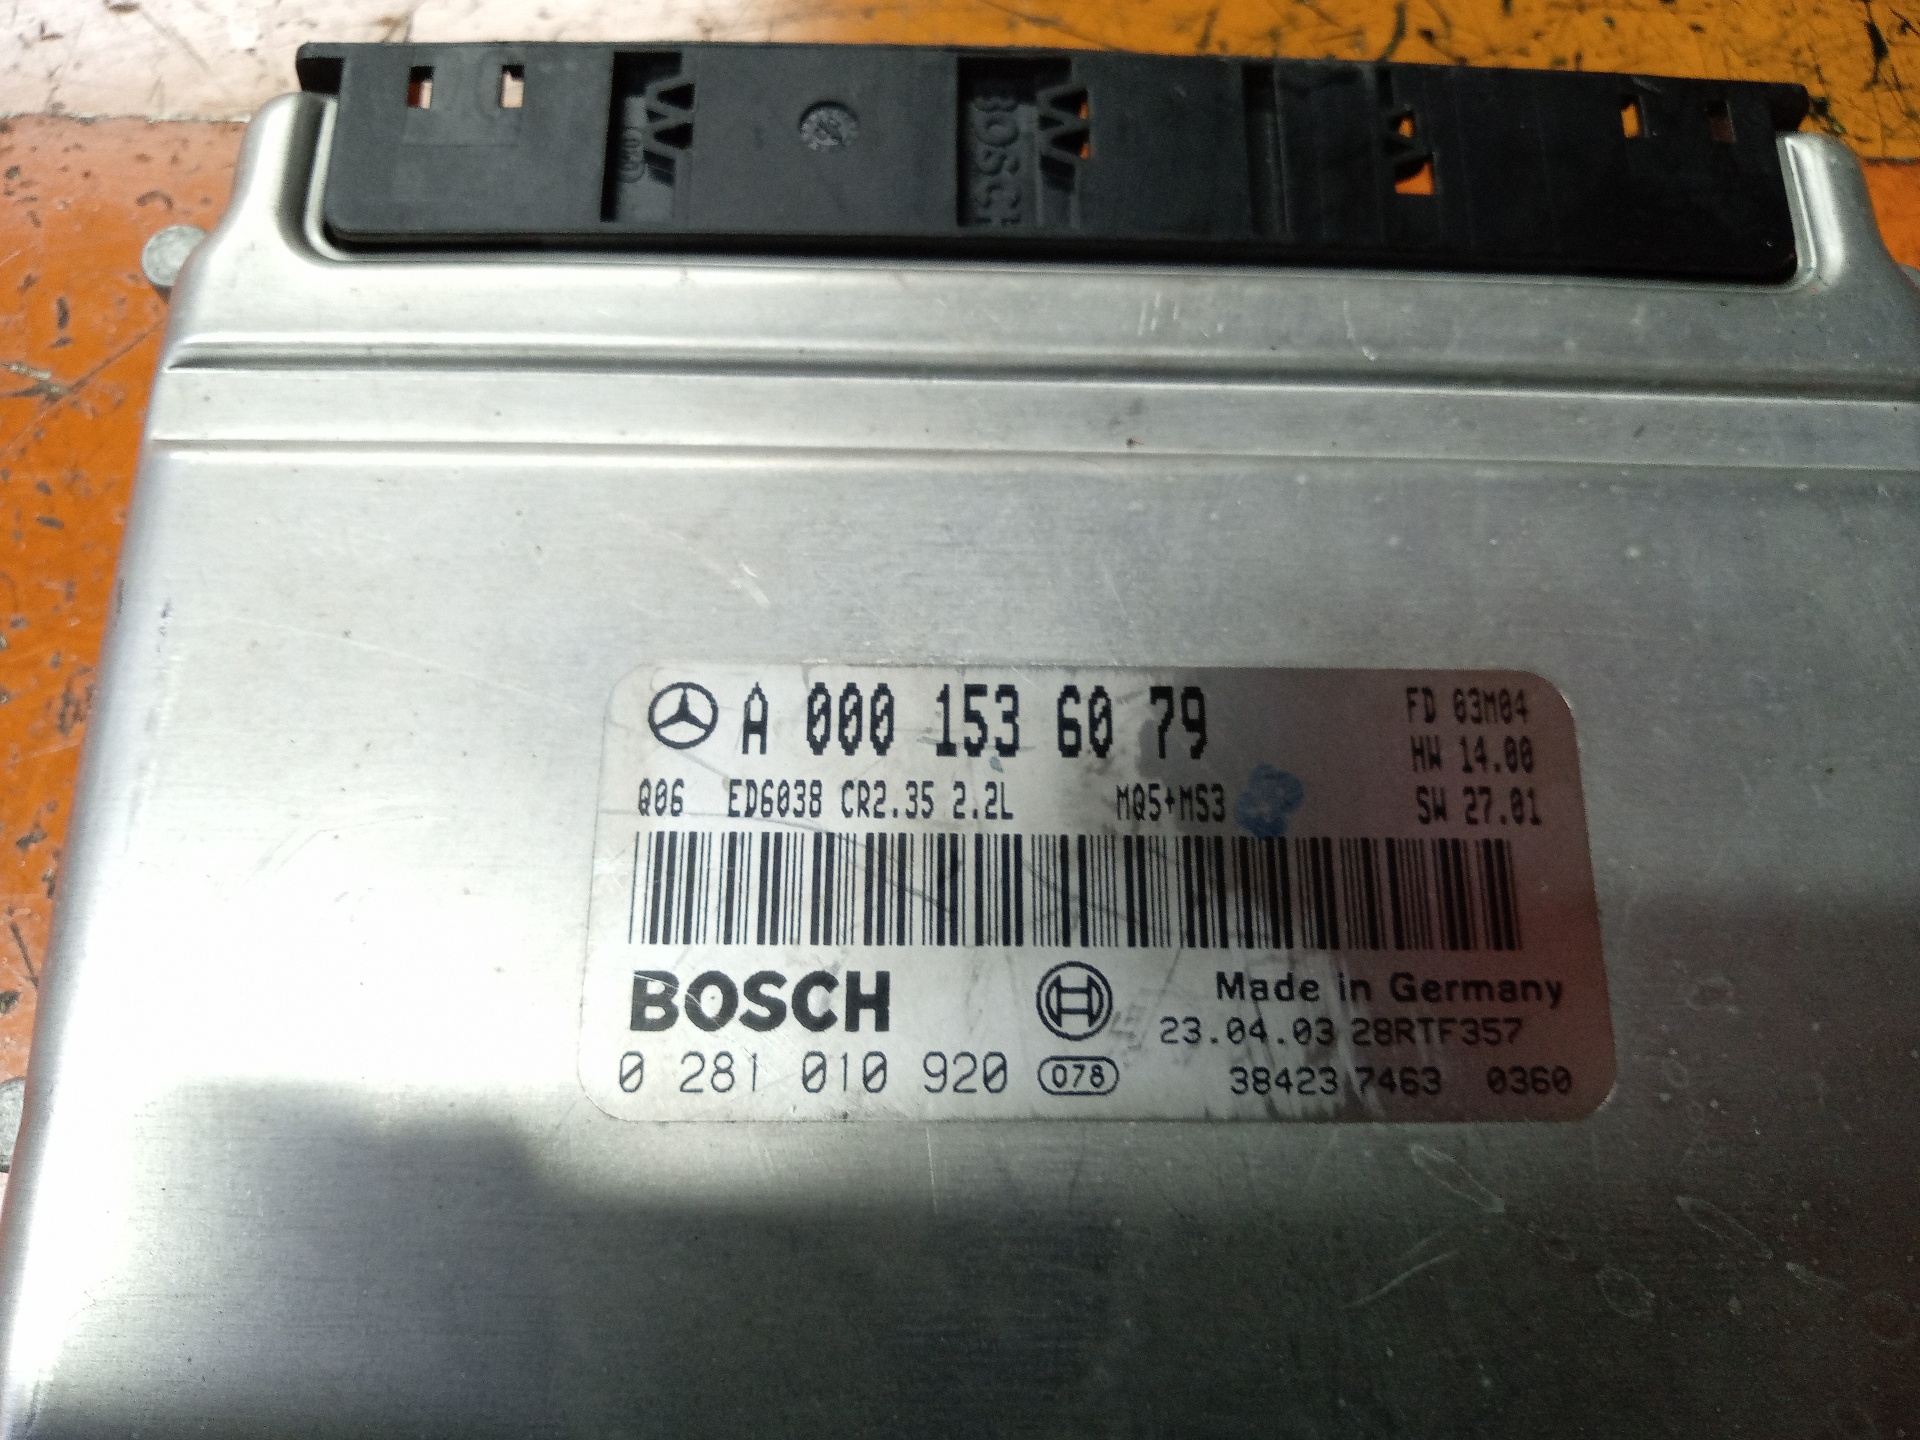 BOSCH
A 000 153 60 79
FD 03M04
HW 14.00
Q06 ED6038 CR2.35 2.2L MQ5+MS3 SW 27.01
BOSCH
Made in Germany
23.04.03 28RTF357
0 281 010 920 078 38423 7463 0360